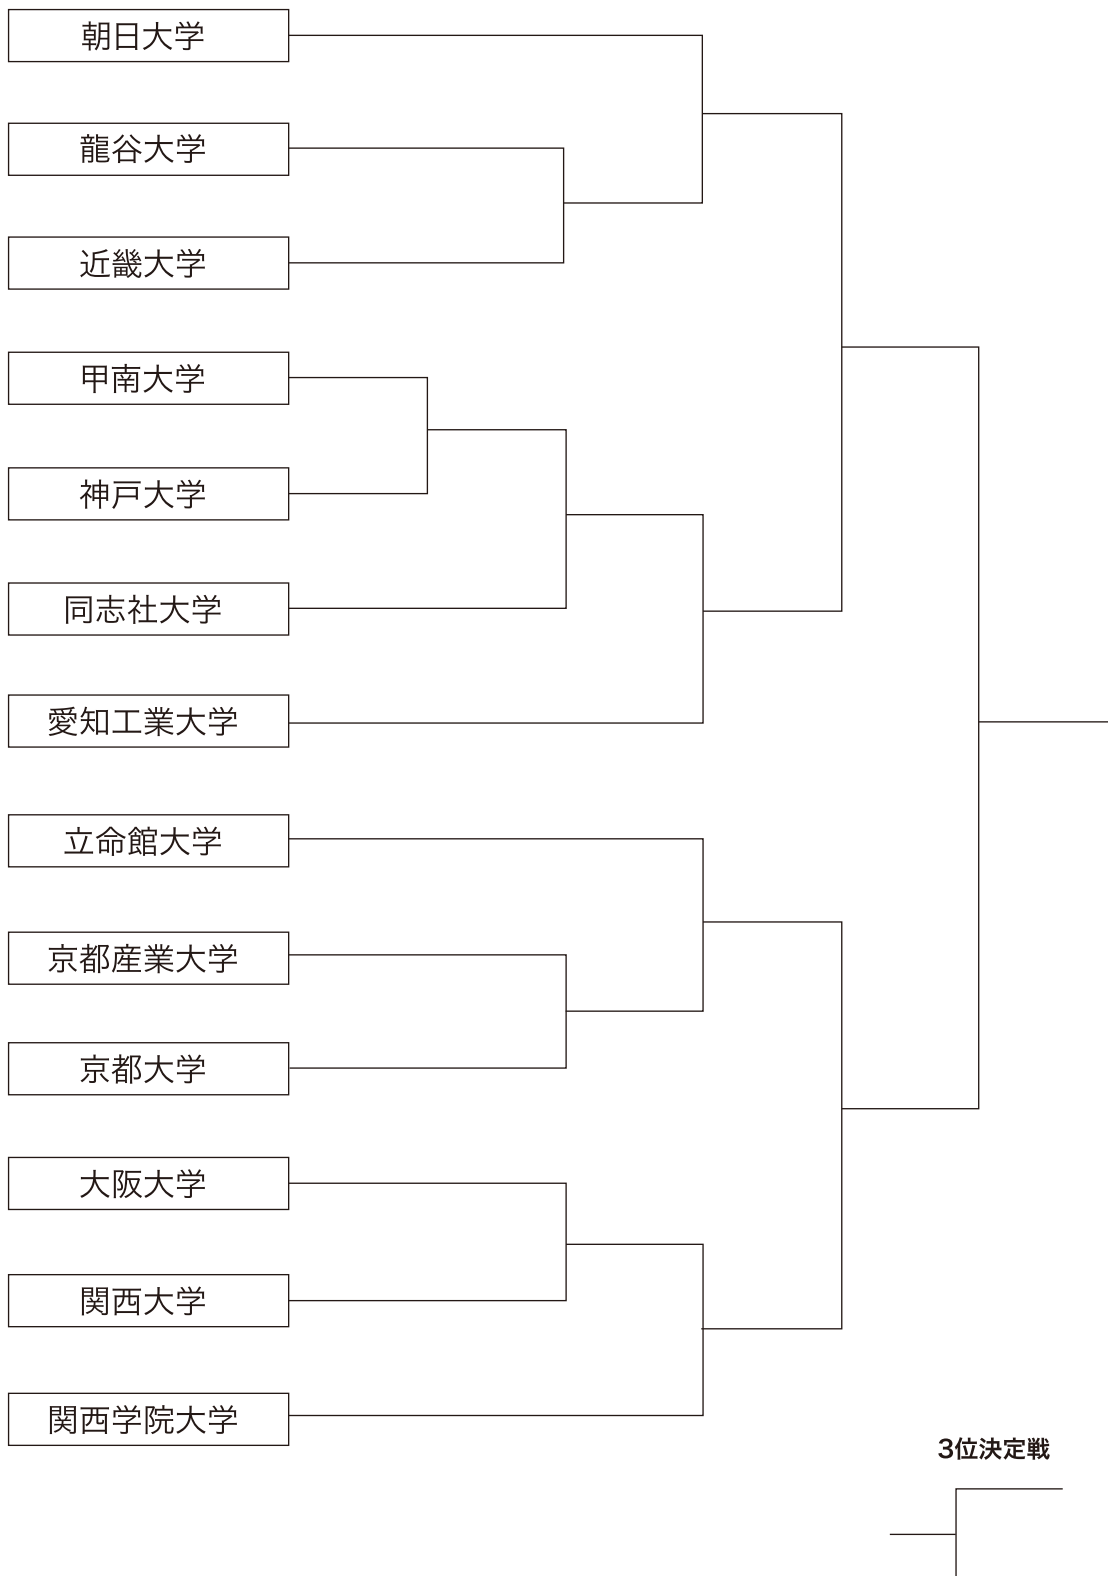 朝日大学
龍谷大学
近畿大学
甲南大学
神戸大学
同志社大学
愛知工業大学
立命館大学
京都産業大学
京都大学
大阪大学
関西大学
関西学院大学
3位決定戦